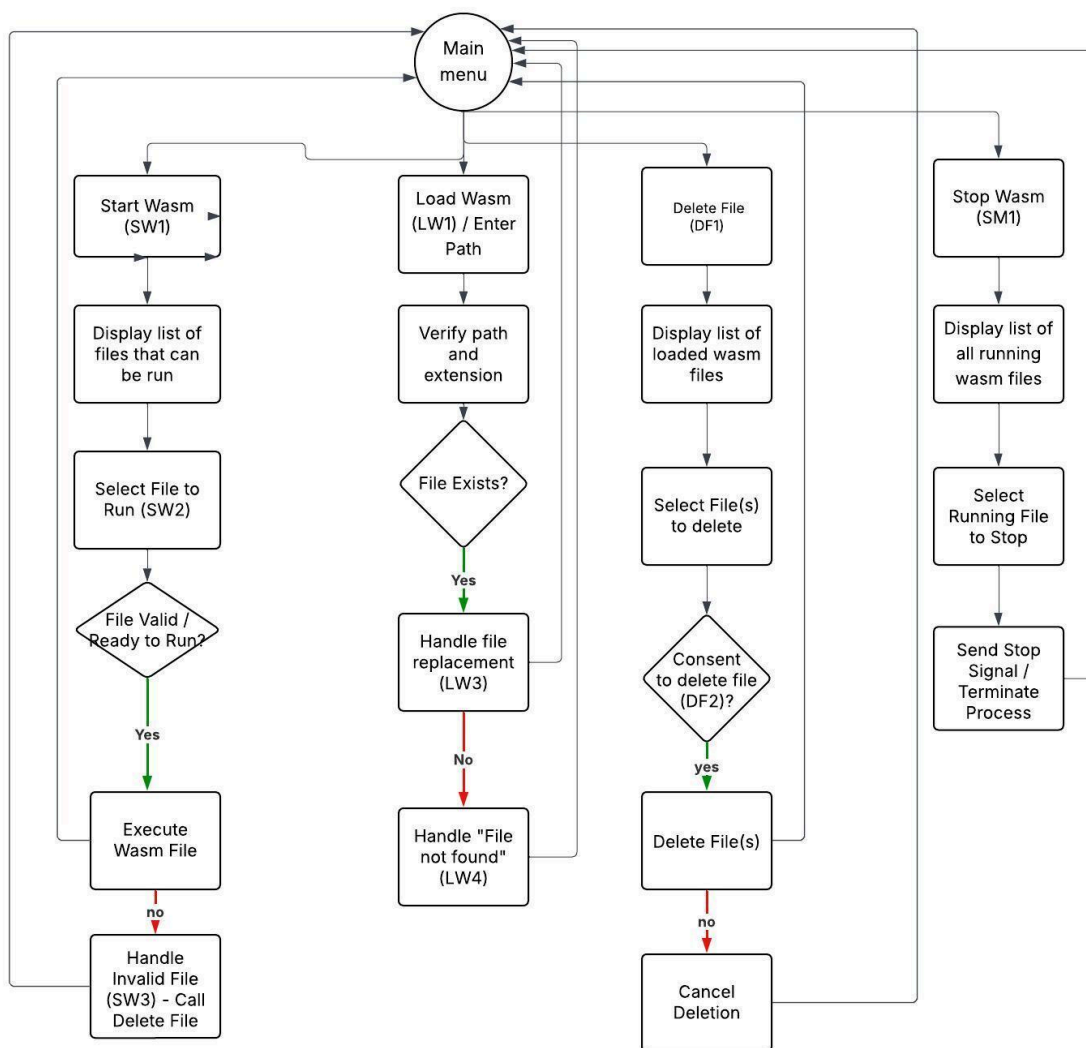 Main
menu
Start Wasm
(SW1)
Display list of
files that can
be run
Select File to
Run (SW2)
File Valid /
Ready to Run?
Yes
Execute
Wasm File
no
Handle
Invalid File
(SW3) - Call
Delete File
Load Wasm
(LW1) / Enter
Path
Verify path
and
extension
File Exists?
Yes
Handle file
replacement
(LW3)
No
Handle "File
not found"
(LW4)
Delete File
(DF1)
Display list of
loaded wasm
files
Select File(s)
to delete
Consent
to delete file
(DF2)?
yes
Delete File(s)
no
Cancel
Deletion
Stop Wasm
(SM1)
Display list of
all running
wasm files
Select
Running File
to Stop
Send Stop
Signal /
Terminate
Process